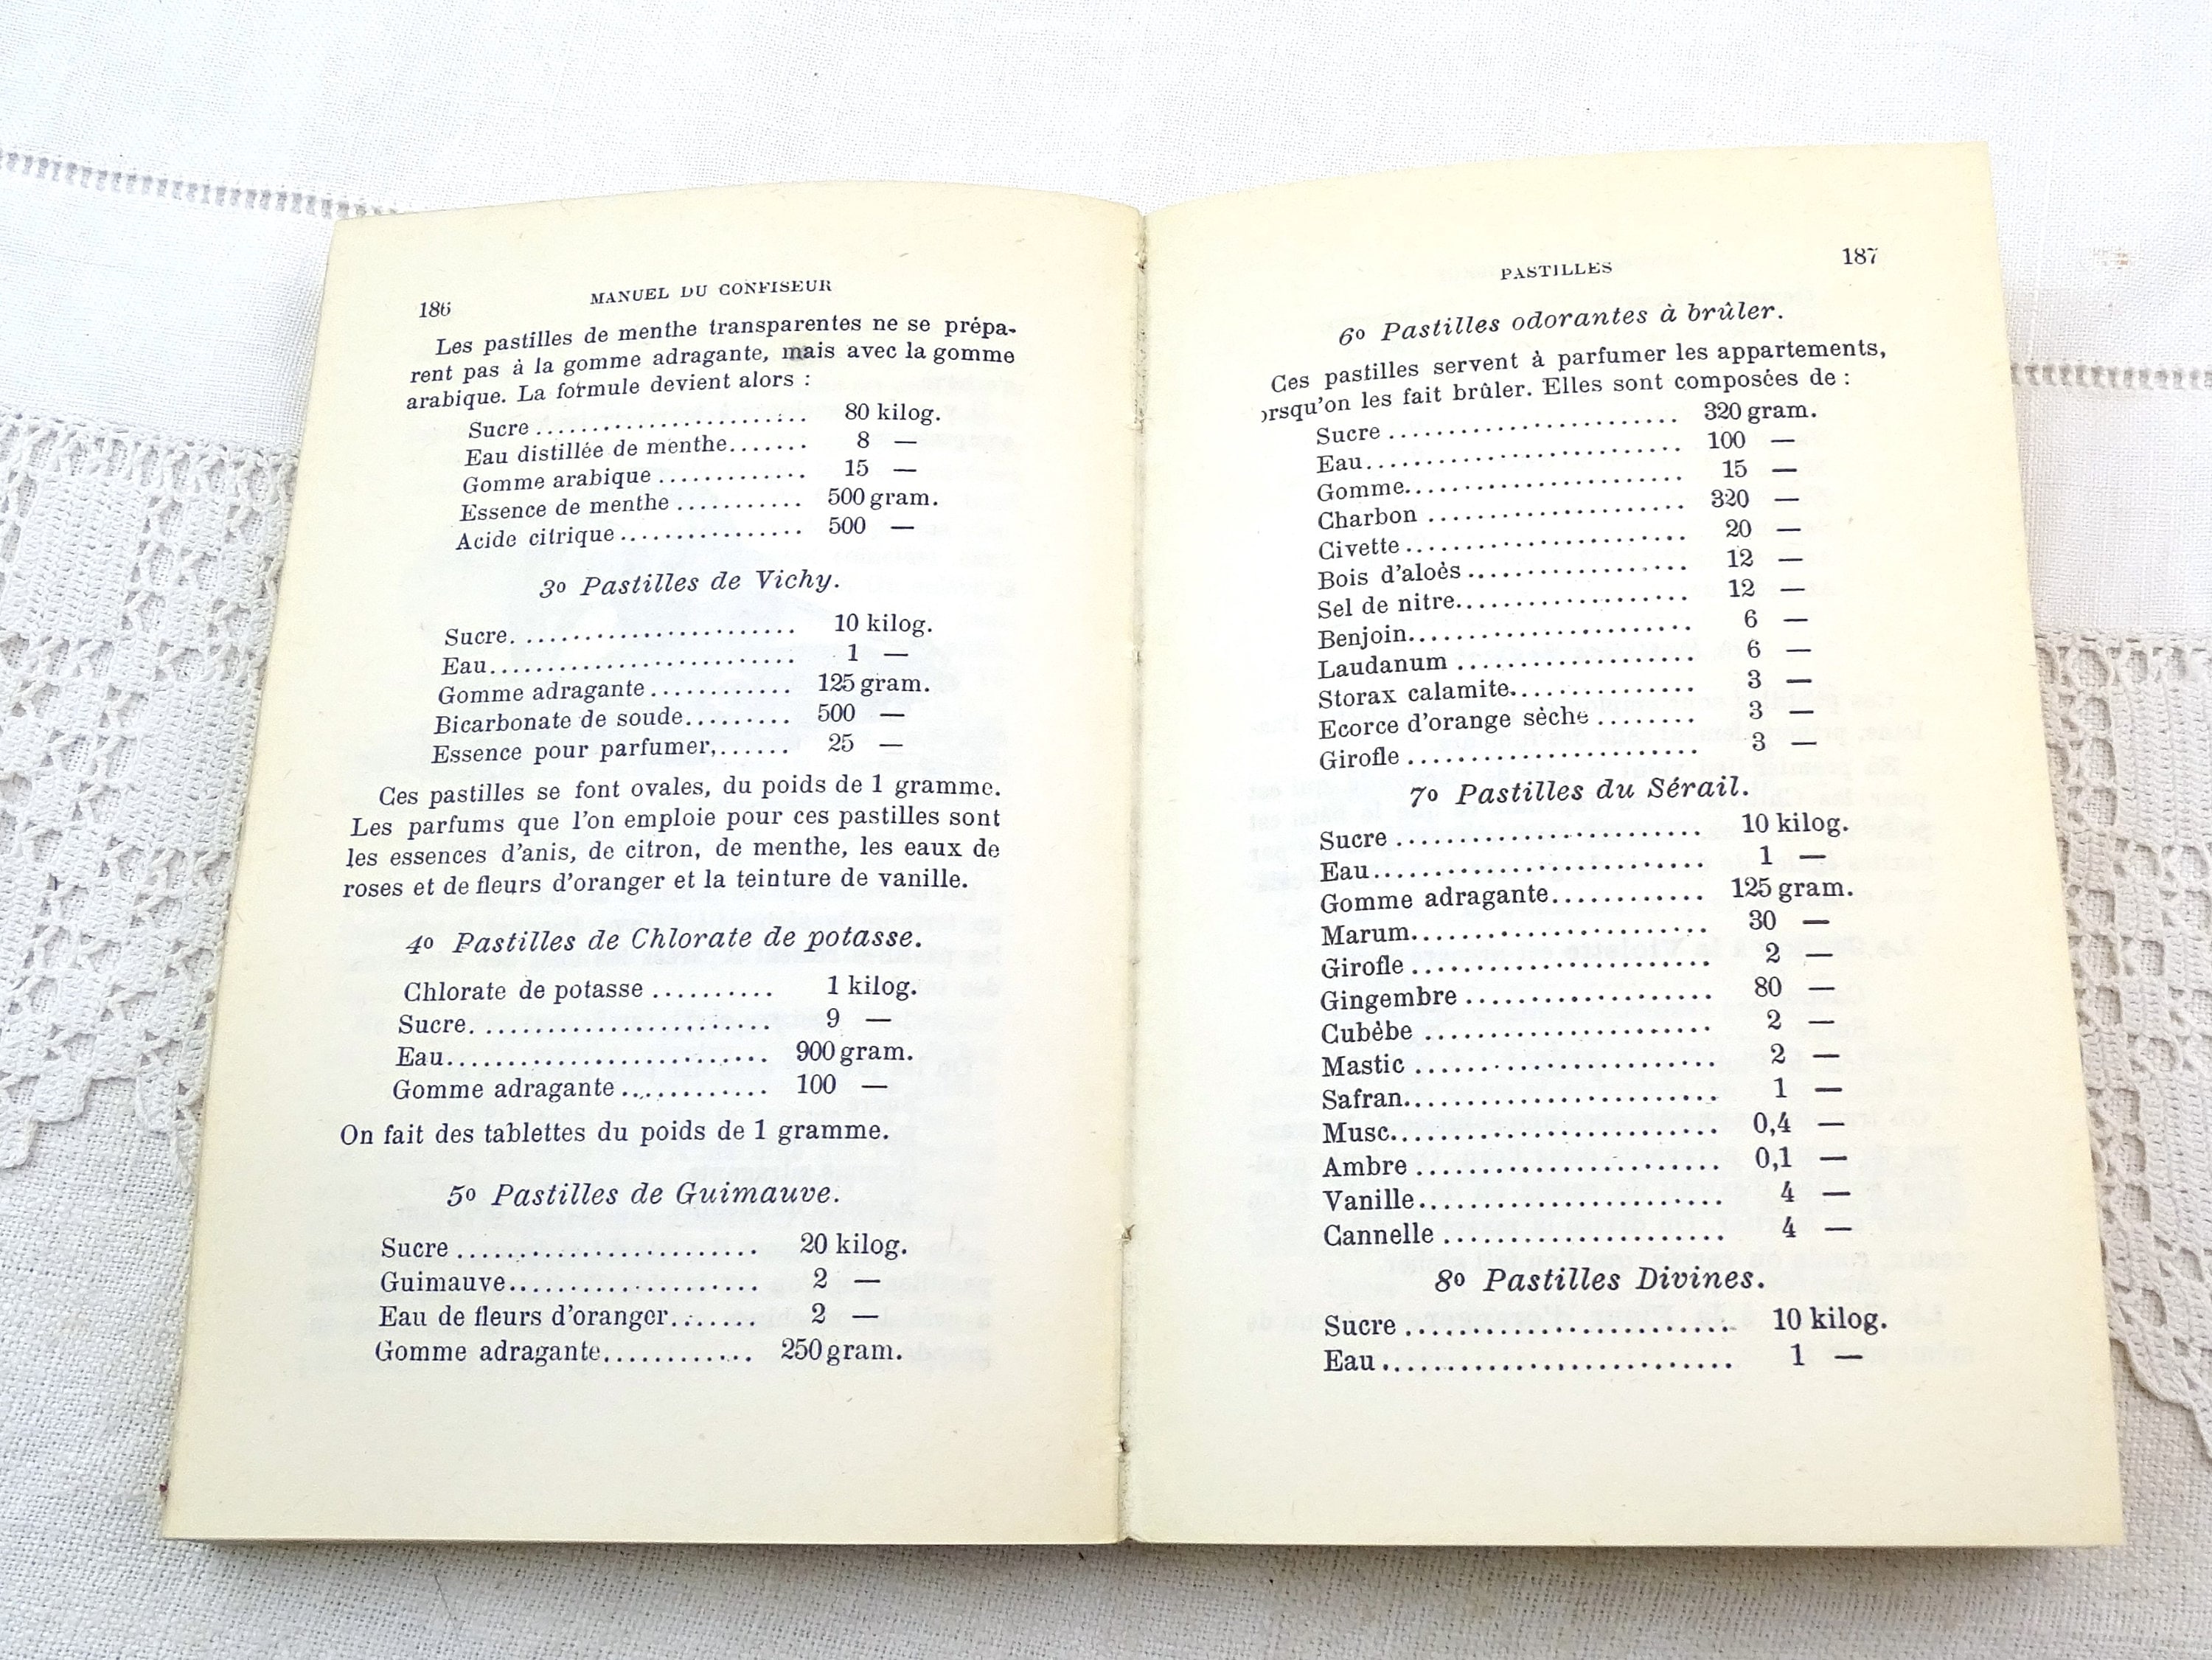 186 MANUEL DU CONFISEUR
Les pastilles de menthe transparentes ne se prépa-
rent pas à la gomme adragante, mais avec la gomme
arabique. La formule devient alors :
Sucre ........................ 80 kilog.
Eau distillée de menthe....... 8 —
Gomme arabique ............. 15 —
Essence de menthe ........... 500 gram.
Acide citrique ................ 500 —
3o Pastilles de Vichy.
Sucre. ........................ 10 kilog.
Eau........................... 1 —
Gomme adragante ............ 125 gram.
Bicarbonate de soude......... 500 —
Essence pour parfumer,...... 25 —
Ces pastilles se font ovales, du poids de 1 gramme.
Les parfums que l'on emploie pour ces pastilles sont
les essences d'anis, de citron, de menthe, les eaux de
roses et de fleurs d'oranger et la teinture de vanille.
4o Pastilles de Chlorate de potasse.
Chlorate de potasse .......... 1 kilog.
Sucre. ........................ 9 —
Eau........................... 900 gram.
Gomme adragante ............. 100 —
On fait des tablettes du poids de 1 gramme.
5o Pastilles de Guimauve.
Sucre ......................... 20 kilog.
Guimauve..................... 2 —
Eau de fleurs d'oranger....... 2 —
Gomme adragante............ 250 gram.
PASTILLES 187
6o Pastilles odorantes à brûler.
Ces pastilles servent à parfumer les appartements,
orsqu'on les fait brûler. Elles sont composées de :
Sucre ......................... 320 gram.
Eau........................... 100 —
Gomme........................ 15 —
Charbon ...................... 320 —
Civette ........................ 20 —
Bois d'aloès ................... 12 —
Sel de nitre.................... 12 —
Benjoin........................ 6 —
Laudanum .................... 6 —
Storax calamite................ 3 —
Ecorce d'orange sèche ........ 3 —
Girofle ........................ 3 —
7o Pastilles du Sérail.
Sucre ......................... 10 kilog.
Eau........................... 1 —
Gomme adragante............ 125 gram.
Marum........................ 30 —
Girofle ........................ 2 —
Gingembre .................... 80 —
Cubèbe ....................... 2 —
Mastic ........................ 2 —
Safran......................... 1 —
Musc.......................... 0,4 —
Ambre ........................ 0,1 —
Vanille........................ 4 —
Cannelle ...................... 4 —
8o Pastilles Divines.
Sucre ......................... 10 kilog.
Eau ........................... 1 —